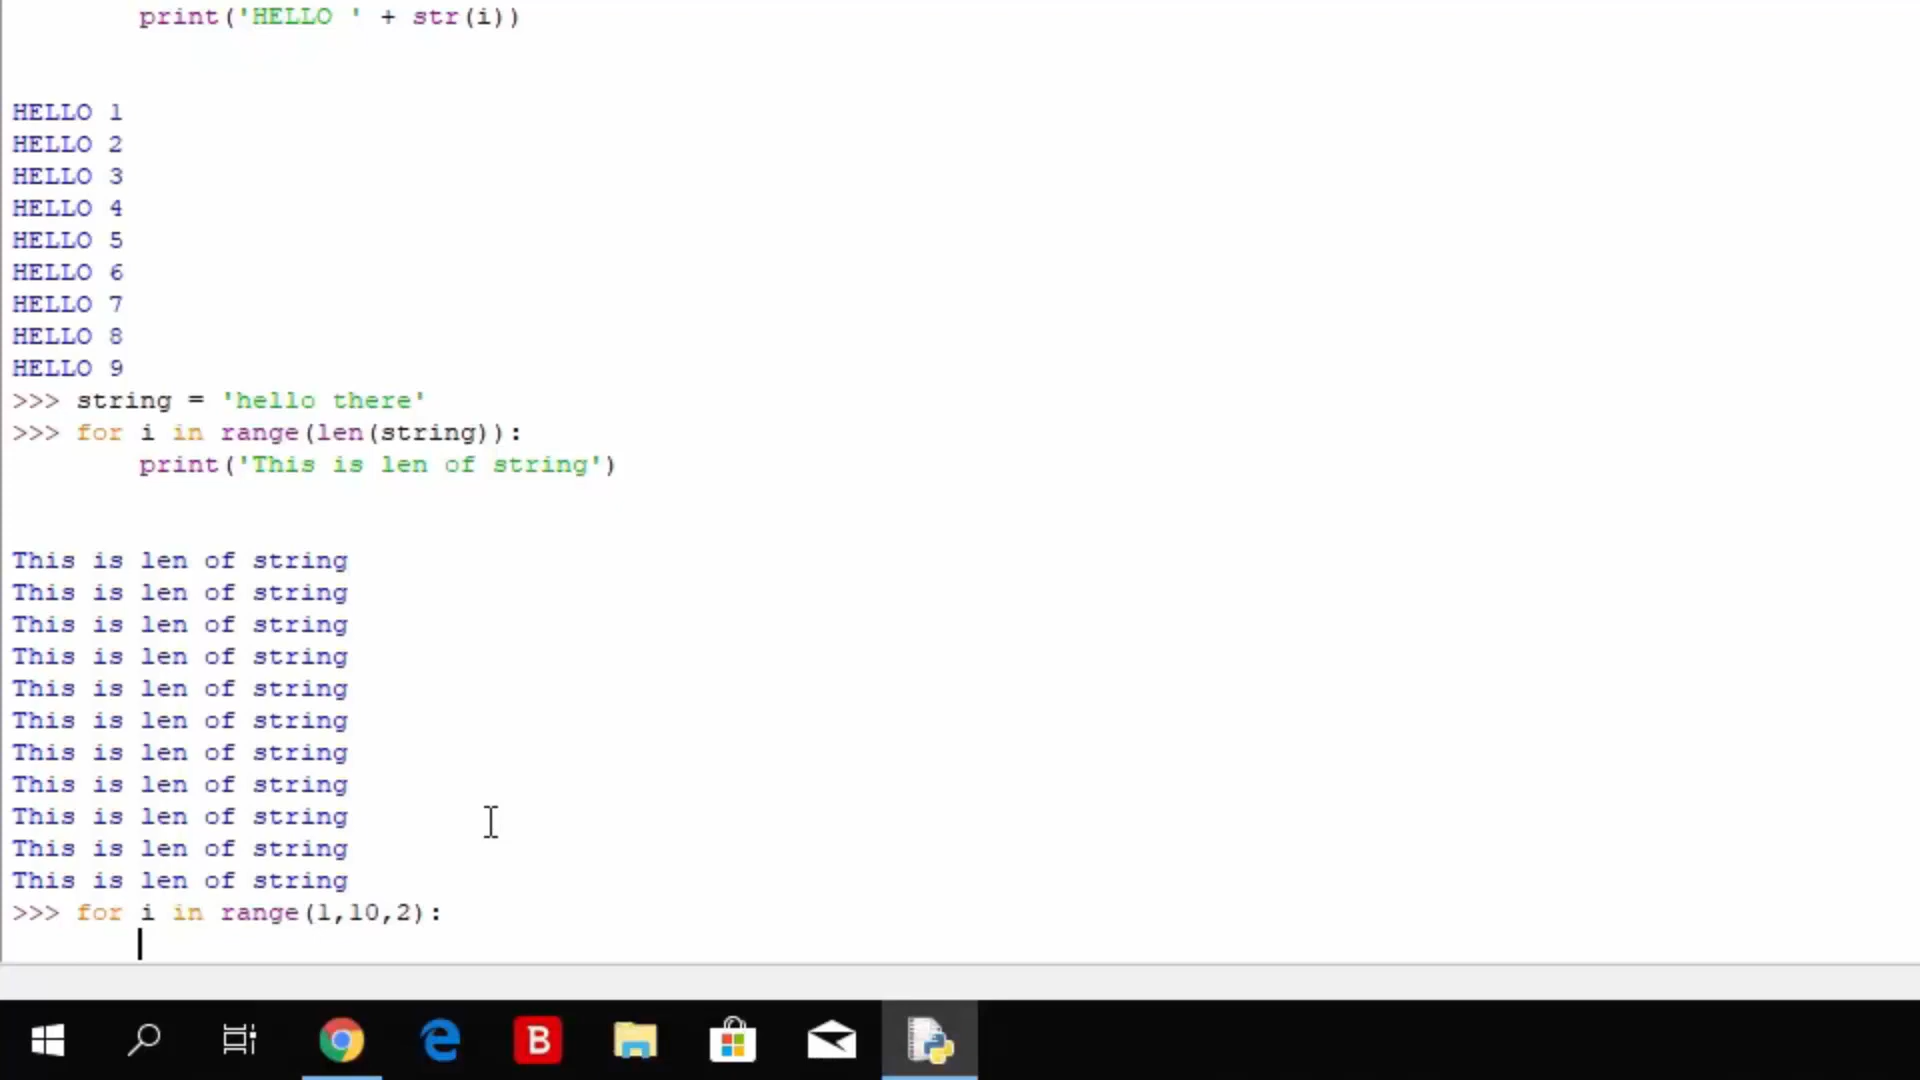 print('HELLO ' + str(i))
HELLO 1
HELLO 2
HELLO 3
HELLO 4
HELLO 5
HELLO 6
HELLO 7
HELLO 8
HELLO 9
>>> string = 'hello there'
>>> for i in range(len(string)):
print('This is len of string')
This is len of string
This is len of string
This is len of string
This is len of string
This is len of string
This is len of string
This is len of string
This is len of string
This is len of string
This is len of string
This is len of string
>>> for i in range(1,10,2):
B